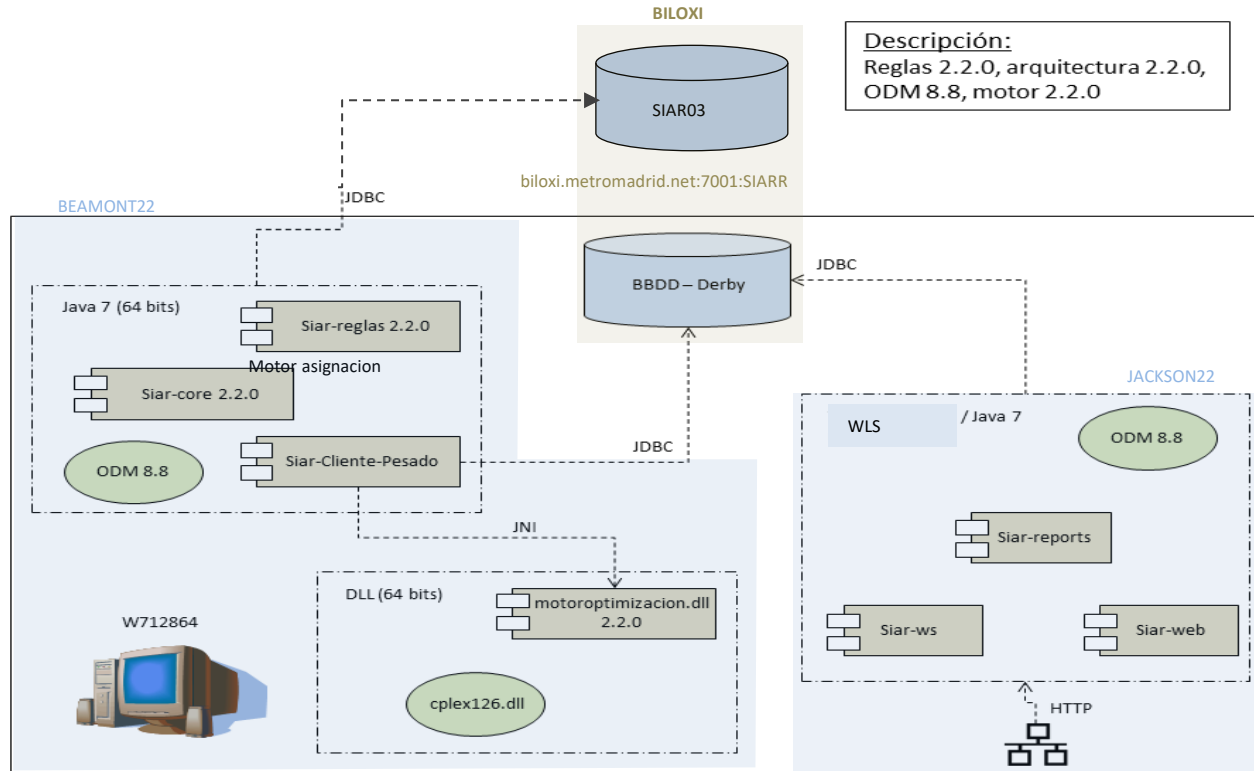 BILOXI
Descripción:
Reglas 2.2.0, arquitectura 2.2.0,
ODM 8.8, motor 2.2.0
SIAR03
biloxi.metromadrid.net:7001:SIARR
JDBC
BEAMONT22
BBDD – Derby
JDBC
Java 7 (64 bits)
Siar-reglas 2.2.0
Motor asignacion
Siar-core 2.2.0
ODM 8.8
Siar-Cliente-Pesado
JDBC
JACKSON22
WLS
/ Java 7
ODM 8.8
JNI
Siar-reports
DLL (64 bits)
motoroptimizacion.dll
2.2.0
W712864
Siar-ws
Siar-web
cplex126.dll
HTTP